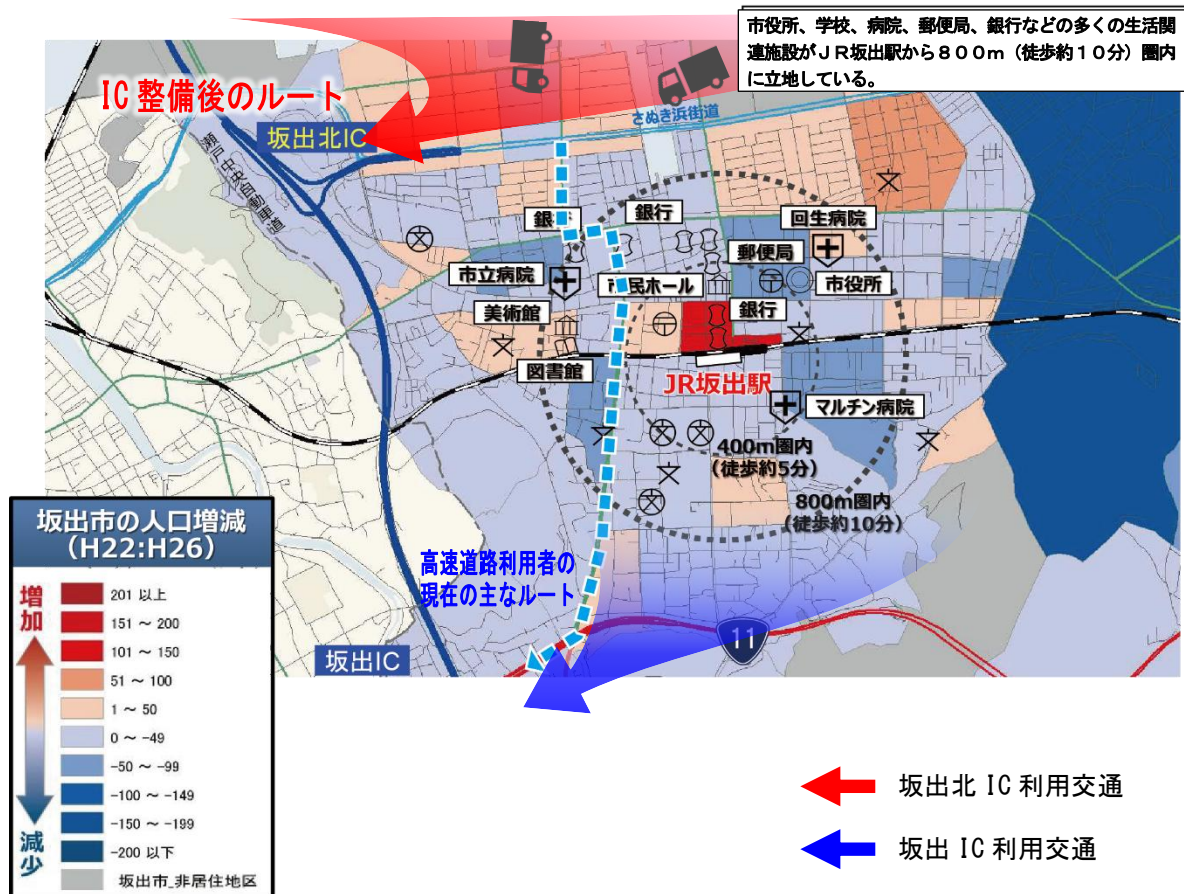 市役所、学校、病院、郵便局、銀行などの多くの生活関
連施設がJR坂出駅から800m(徒歩約10分)圏内
に立地している。
IC 整備後のルート
坂出北IC
さぬき浜街道
瀬戸中央自動車道
銀行
銀行
回生病院
郵便局
市立病院
市民ホール
市役所
美術館
銀行
図書館
JR坂出駅
マルチン病院
400m圏内
(徒歩約5分)
800m圏内
(徒歩約10分)
高速道路利用者の
現在の主なルート
11
坂出IC
坂出市の人口増減
(H22:H26)
増加
201 以上
151 ~ 200
101 ~ 150
51 ~ 100
1 ~ 50
0 ~ -49
-50 ~ -99
-100 ~ -149
-150 ~ -199
-200 以下
減少
坂出市_非居住地区
坂出北 IC 利用交通
坂出 IC 利用交通